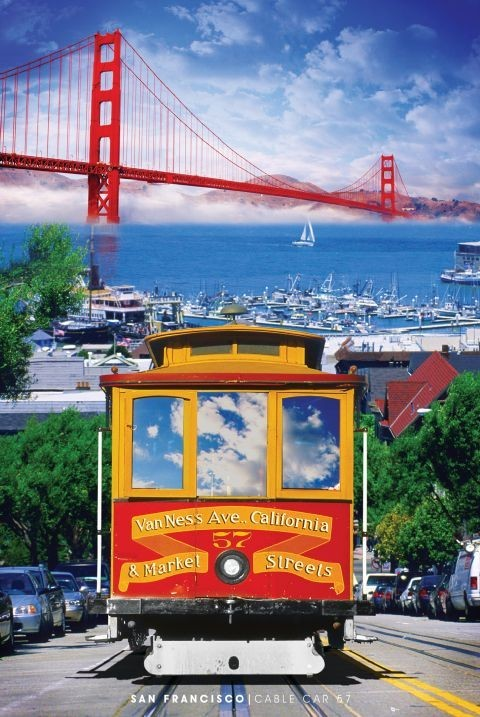 Van Ness Ave., California
57
& Market Streets
SAN FRANCISCO | CABLE CAR 57